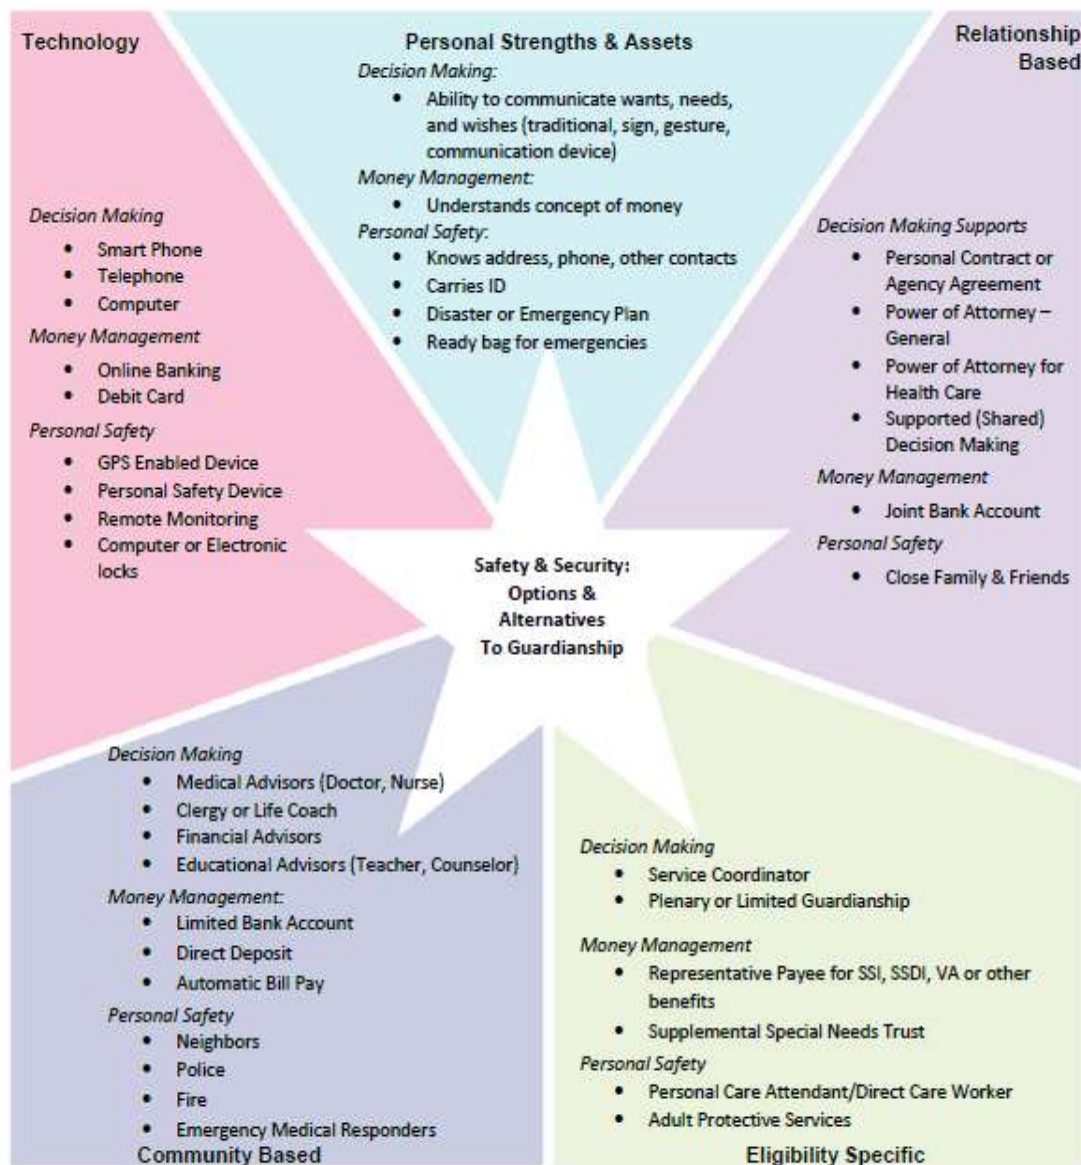 Technology
Decision Making
• Smart Phone
• Telephone
• Computer
Money Management
• Online Banking
• Debit Card
Personal Safety
• GPS Enabled Device
• Personal Safety Device
• Remote Monitoring
• Computer or Electronic
locks
Personal Strengths & Assets
Decision Making:
• Ability to communicate wants, needs,
and wishes (traditional, sign, gesture,
communication device)
Money Management:
• Understands concept of money
Personal Safety:
• Knows address, phone, other contacts
• Carries ID
• Disaster or Emergency Plan
• Ready bag for emergencies
Relationship
Based
Decision Making Supports
• Personal Contract or
Agency Agreement
• Power of Attorney –
General
• Power of Attorney for
Health Care
• Supported (Shared)
Decision Making
Money Management
• Joint Bank Account
Personal Safety
• Close Family & Friends
Safety & Security:
Options &
Alternatives
To Guardianship
Decision Making
• Medical Advisors (Doctor, Nurse)
• Clergy or Life Coach
• Financial Advisors
• Educational Advisors (Teacher, Counselor)
Money Management:
• Limited Bank Account
• Direct Deposit
• Automatic Bill Pay
Personal Safety
• Neighbors
• Police
• Fire
• Emergency Medical Responders
Community Based
Decision Making
• Service Coordinator
• Plenary or Limited Guardianship
Money Management
• Representative Payee for SSI, SSDI, VA or other
benefits
• Supplemental Special Needs Trust
Personal Safety
• Personal Care Attendant/Direct Care Worker
• Adult Protective Services
Eligibility Specific